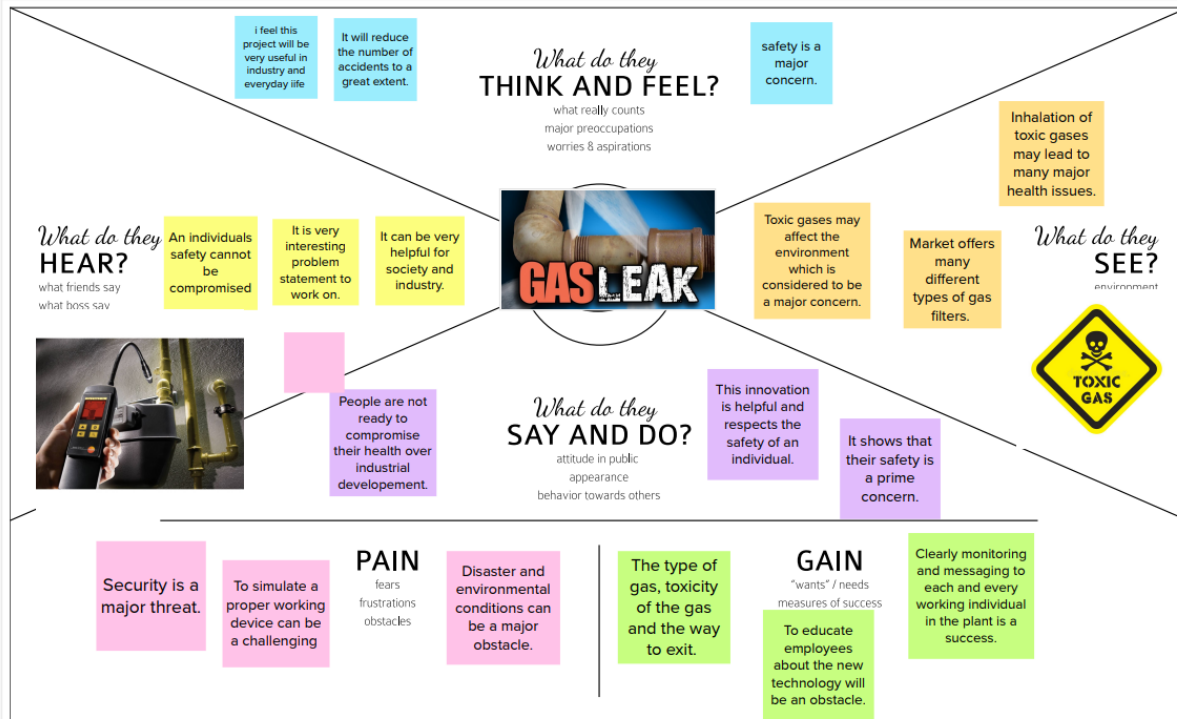 i feel this
project will be
very useful in
industry and
everyday life
It will reduce
the number of
accidents to a
great extent.
What do they
THINK AND FEEL?
what really counts
major preoccupations
worries & aspirations
safety is a
major
concern.
Inhalation of
toxic gases
may lead to
many major
health issues.
What do they
HEAR?
what friends say
what boss say
An individuals
safety cannot
be
compromised
It is very
interesting
problem
statement to
work on.
It can be very
helpful for
society and
industry.
GAS LEAK
Toxic gases may
affect the
environment
which is
considered to be
a major concern.
Market offers
many
different
types of gas
filters.
What do they
SEE?
environment
TOXIC
GAS
People are not
ready to
compromise
their health over
industrial
developement.
What do they
SAY AND DO?
attitude in public
appearance
behavior towards others
This innovation
is helpful and
respects the
safety of an
individual.
It shows that
their safety is
a prime
concern.
Security is a
major threat.
To simulate a
proper working
device can be
a challenging
PAIN
fears
frustrations
obstacles
Disaster and
environmental
conditions can
be a major
obstacle.
The type of
gas, toxicity
of the gas
and the way
to exit.
GAIN
"wants" / needs
measures of success
To educate
employees
about the new
technology will
be an obstacle.
Clearly monitoring
and messaging to
each and every
working individual
in the plant is a
success.